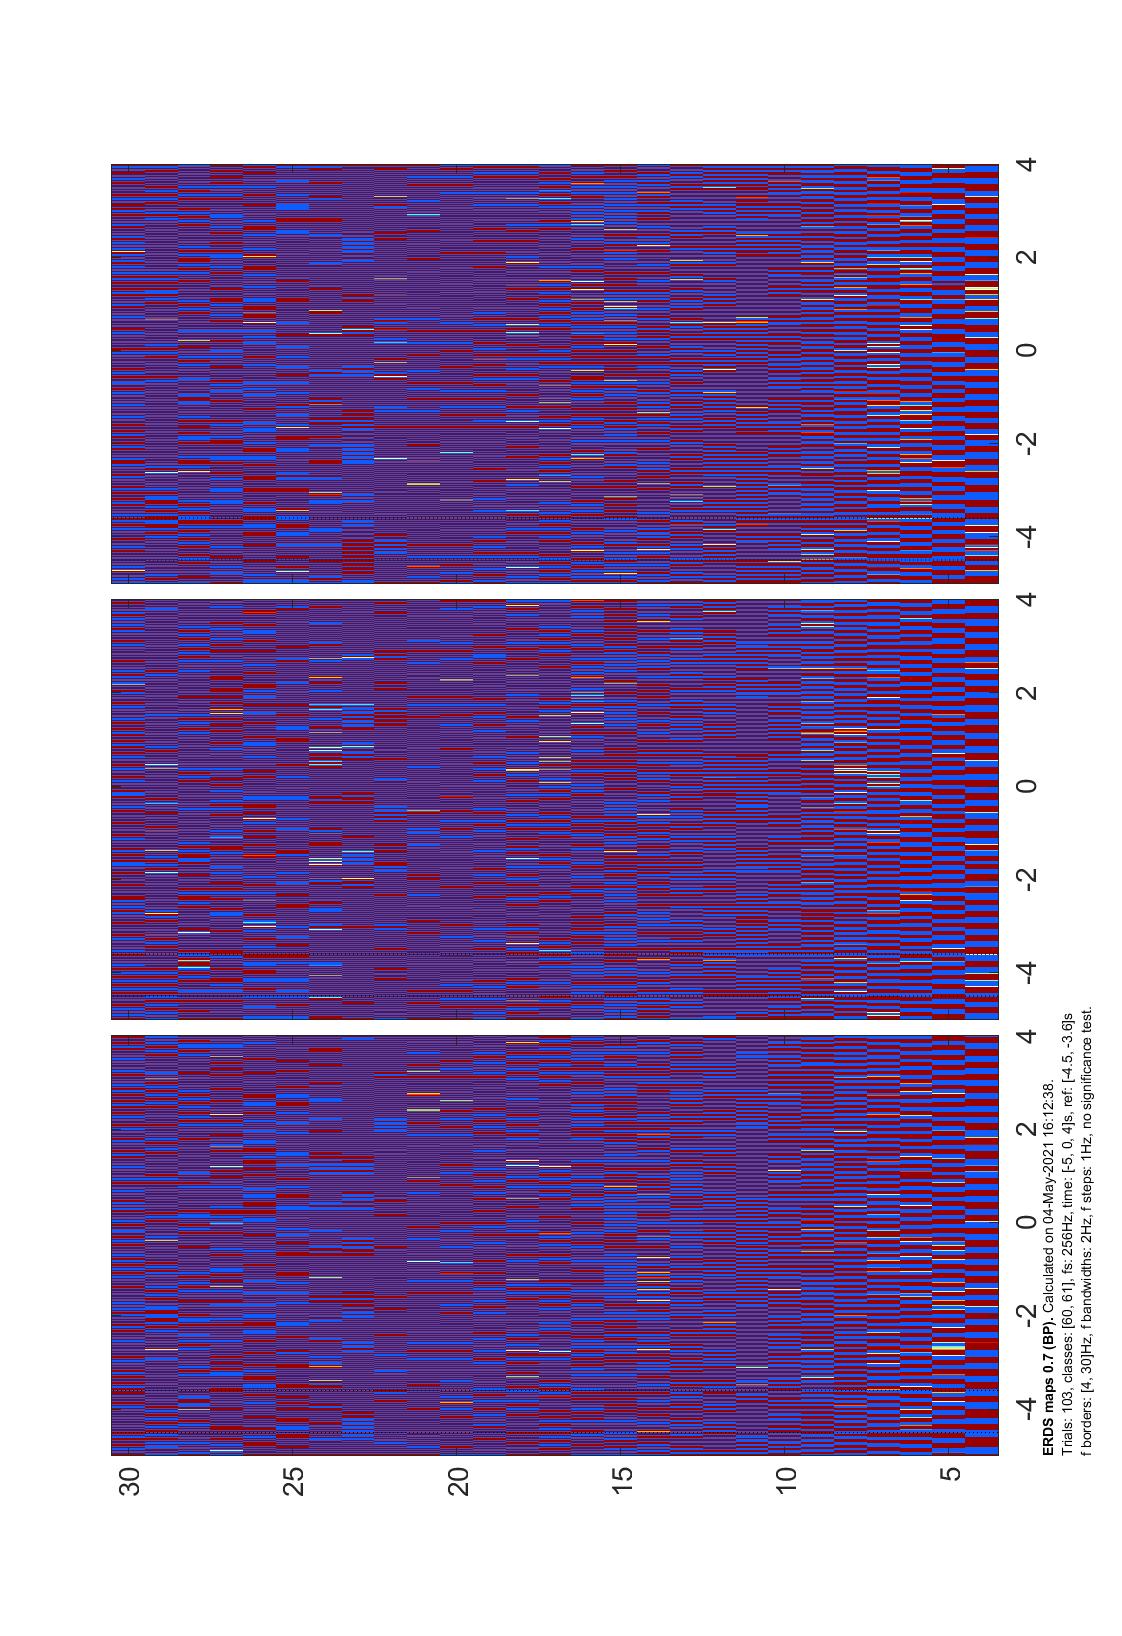 30
25
20
15
10
5
-4 -2 0 2 4 -4 -2 0 2 4 -4 -2 0 2 4
ERDS maps 0.7 (BP). Calculated on 04-May-2021 16:12:38.
Trials: 103, classes: [60, 61], fs: 256Hz, time: [-5, 0, 4]s, ref: [-4.5, -3.6]s
f borders: [4, 30]Hz, f bandwidths: 2Hz, f steps: 1Hz, no significance test.